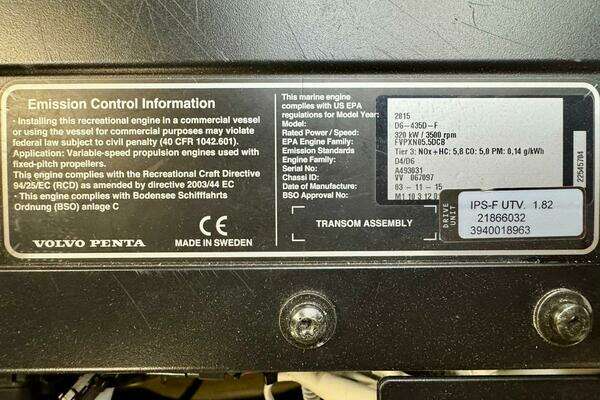 Emission Control Information
• Installing this recreational engine in a commercial vessel
or using the vessel for commercial purposes may violate
federal law subject to civil penalty (40 CFR 1042.601).
Application: Variable-speed propulsion engines used with
fixed-pitch propellers.
This engine complies with the Recreational Craft Directive
94/25/EC (RCD) as amended by directive 2003/44 EC
• This engine complies with Bodensee Schifffahrts
Ordnung (BSO) anlage C
VOLVO PENTA
CE
MADE IN SWEDEN
This marine engine
complies with US EPA
regulations for Model Year: 2015
Model: D6-435D-F
Rated Power / Speed: 320 kW / 3500 rpm
EPA Engine Family: FVPXN05.5DCB
Emission Standards Tier 3: NOx + HC: 5,8 CO: 5,0 PM: 0,14 g/kWh
Engine Family: D4/D6
Serial No: A493031
Chassi ID: VV 067097
Date of Manufacture: 03 - 11 - 15
BSO Approval No:
22545704
TRANSOM ASSEMBLY
DRIVE
UNIT
IPS-F UTV. 1.82
21866032
3940018963